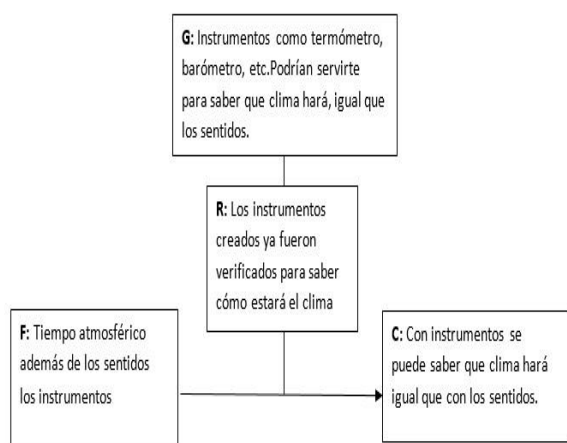 G: Instrumentos como termómetro,
barómetro, etc.Podrían servirte
para saber que clima hará, igual que
los sentidos.
R: Los instrumentos
creados ya fueron
verificados para saber
cómo estará el clima
F: Tiempo atmosférico
además de los sentidos
los instrumentos
C: Con instrumentos se
puede saber que clima hará
igual que con los sentidos.